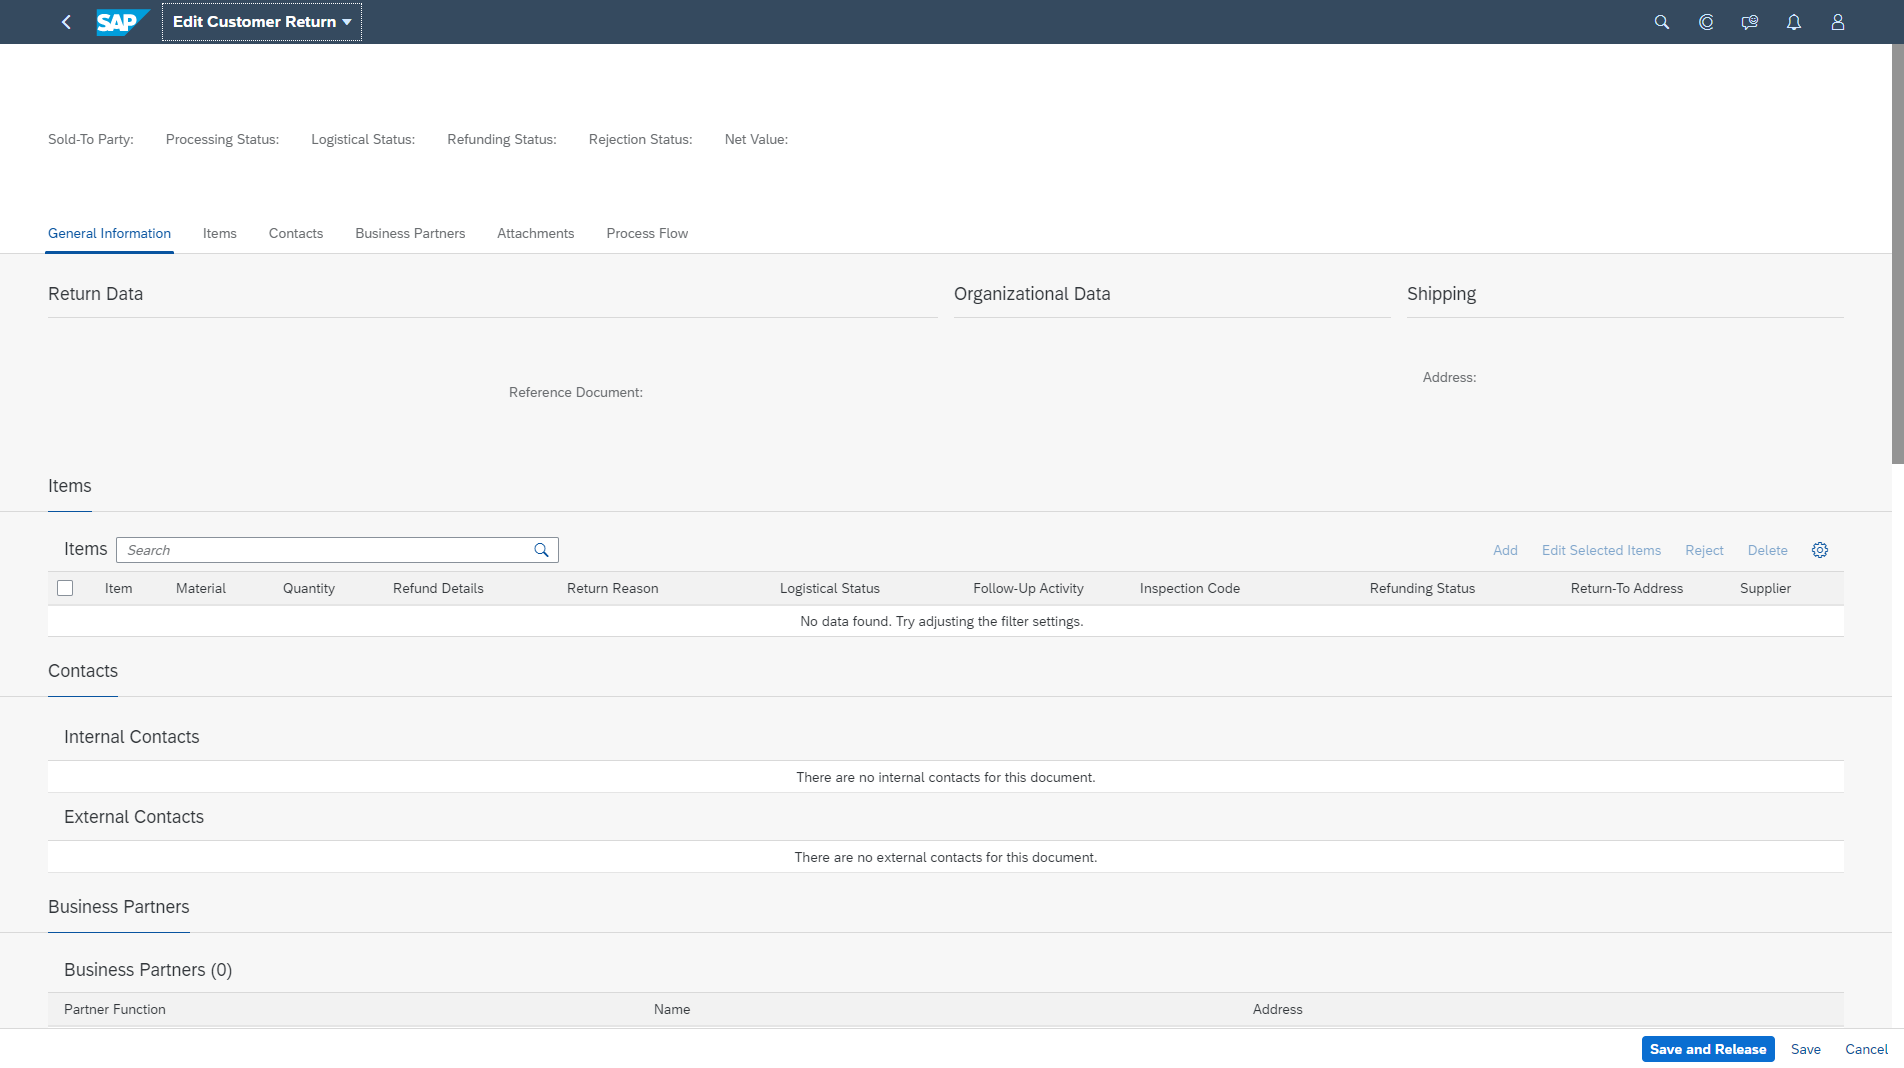 SAP Edit Customer Return
Sold-To Party: Processing Status: Logistical Status: Refunding Status: Rejection Status: Net Value:
General Information Items Contacts Business Partners Attachments Process Flow
Return Data Organizational Data Shipping
Address:
Reference Document:
Items
Items Search Add Edit Selected Items Reject Delete
Item Material Quantity Refund Details Return Reason Logistical Status Follow-Up Activity Inspection Code Refunding Status Return-To Address Supplier
No data found. Try adjusting the filter settings.
Contacts
Internal Contacts
There are no internal contacts for this document.
External Contacts
There are no external contacts for this document.
Business Partners
Business Partners (0)
Partner Function Name Address
Save and Release Save Cancel